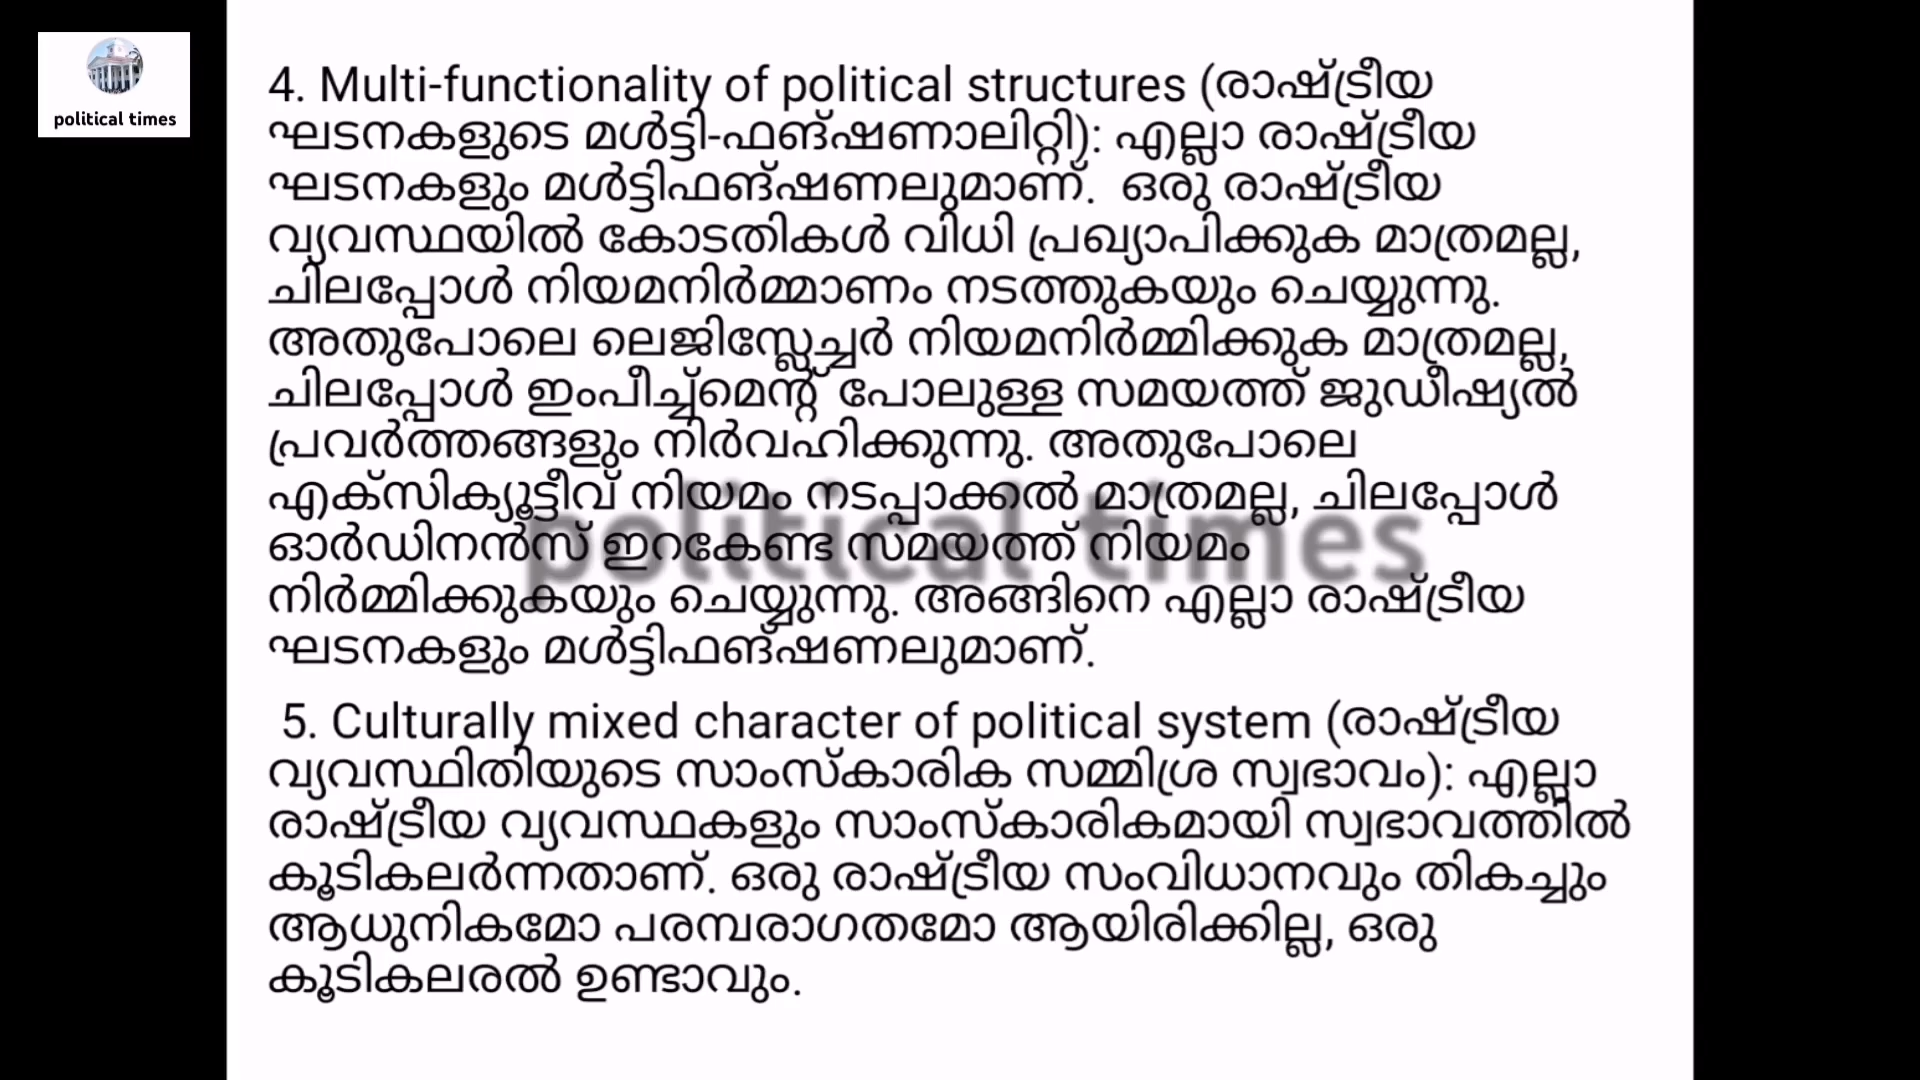 political times
4. Multi-functionality of political structures (രാഷ്ട്രീയ
ഘടനകളുടെ മൾട്ടി-ഫങ്ഷണാലിറ്റി): എല്ലാ രാഷ്ട്രീയ
ഘടനകളും മൾട്ടിഫങ്ഷണലുമാണ്. ഒരു രാഷ്ട്രീയ
വ്യവസ്ഥയിൽ കോടതികൾ വിധി പ്രഖ്യാപിക്കുക മാത്രമല്ല,
ചിലപ്പോൾ നിയമനിർമ്മാണം നടത്തുകയും ചെയ്യുന്നു.
അതുപോലെ ലെജിസ്ലേച്ചർ നിയമനിർമ്മിക്കുക മാത്രമല്ല,
ചിലപ്പോൾ ഇംപീച്ച്മെന്റ് പോലുള്ള സമയത്ത് ജുഡീഷ്യൽ
പ്രവർത്തങ്ങളും നിർവഹിക്കുന്നു. അതുപോലെ
എക്സിക്യൂട്ടീവ് നിയമം നടപ്പാക്കൽ മാത്രമല്ല, ചിലപ്പോൾ
ഓർഡിനൻസ് ഇറകേണ്ട സ്മയത്ത് നിയമം
നിർമ്മിക്കുകയും ചെയ്യുന്നു. അങ്ങിനെ എല്ലാ രാഷ്ട്രീയ
ഘടനകളും മൾട്ടിഫങ്ഷണലുമാണ്.
political times
5. Culturally mixed character of political system (രാഷ്ട്രീയ
വ്യവസ്ഥിതിയുടെ സാംസ്കാരിക സമ്മിശ്ര സ്വഭാവം): എല്ലാ
രാഷ്ട്രീയ വ്യവസ്ഥകളും സാംസ്കാരികമായി സ്വഭാവത്തിൽ
കൂടികലർന്നതാണ്. ഒരു രാഷ്ട്രീയ സംവിധാനവും തികച്ചും
ആധുനികമോ പരമ്പരാഗതമോ ആയിരിക്കില്ല, ഒരു
കൂടികലരൽ ഉണ്ടാവും.